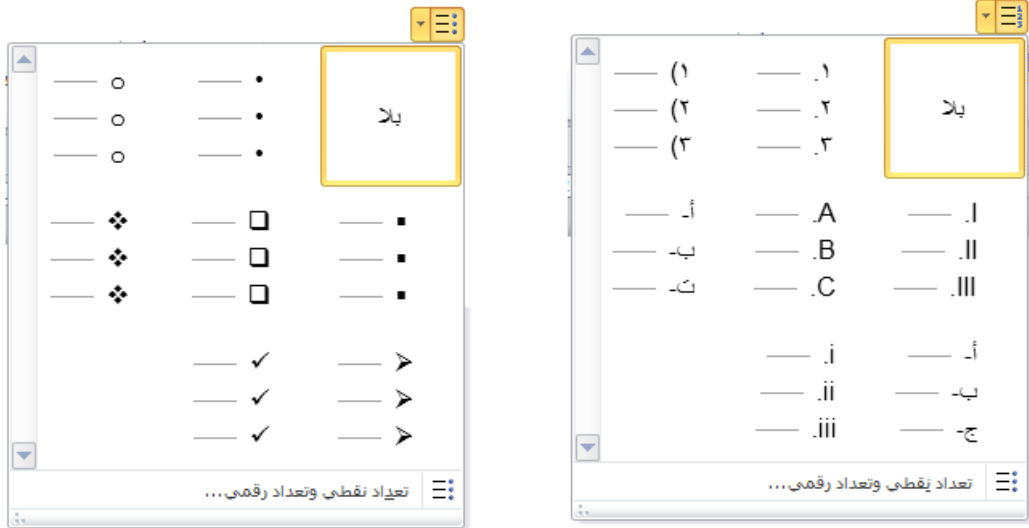 بلا
١. ١)
٢. ٢)
٣. ٣)
I. A. أ-
II. B. ب-
III. C. ت-
أ- i.
ب- ii.
ج- iii.
تعداد نقطي وتعداد رقمي...
بلا
• o
• o
• o
▪ ❑ ❖
▪ ❑ ❖
▪ ❑ ❖
⮚ ✓
⮚ ✓
⮚ ✓
تعداد نقطي وتعداد رقمي...